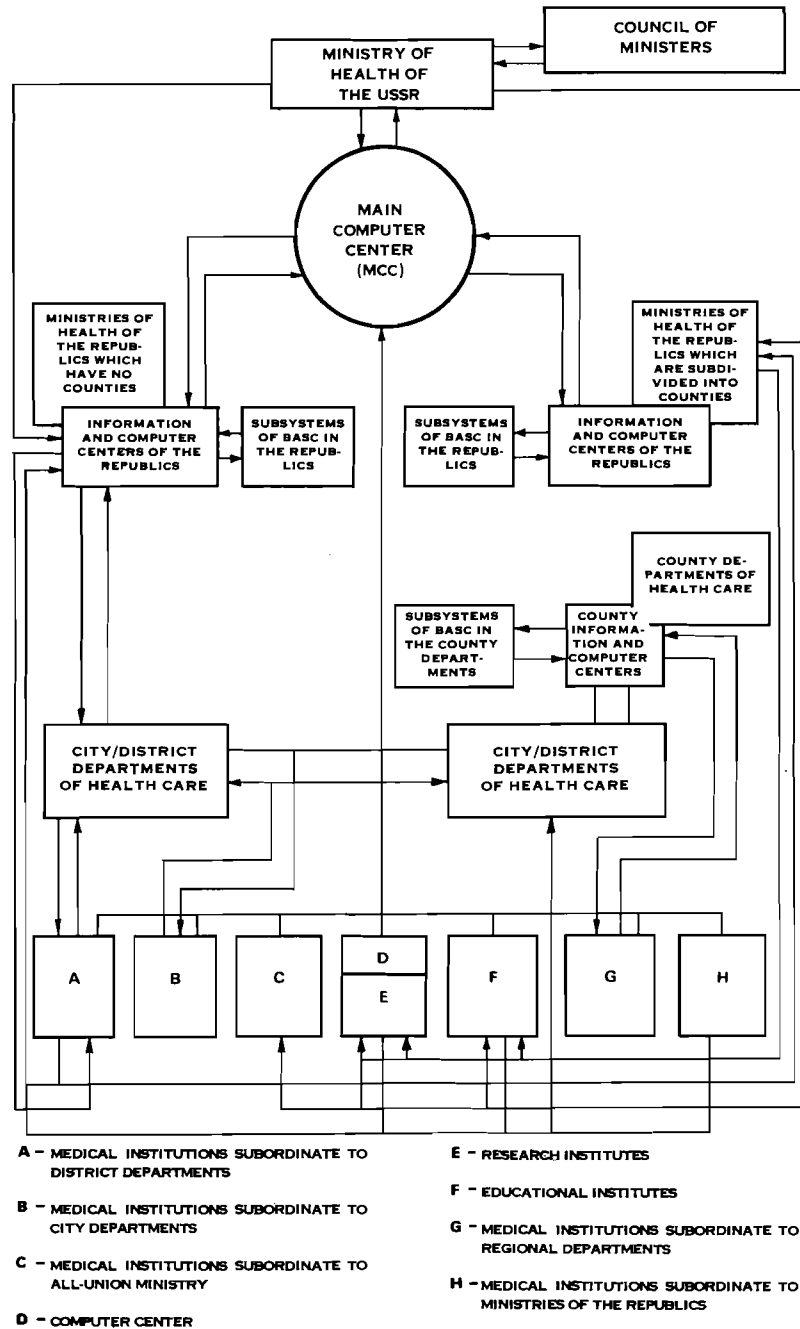 COUNCIL OF
MINISTERS
MINISTRY OF
HEALTH OF
THE USSR
MAIN
COMPUTER
CENTER
(MCC)
MINISTRIES OF
HEALTH OF
THE REPUB-
LICS WHICH
HAVE NO
COUNTIES
MINISTRIES OF
HEALTH OF
THE REPUB-
LICS WHICH
ARE SUBDI-
VIDED INTO
COUNTIES
INFORMATION
AND COMPUTER
CENTERS OF THE
REPUBLICS
SUBSYSTEMS
OF BASC IN
THE REPUB-
LICS
SUBSYSTEMS
OF BASC IN
THE REPUB-
LICS
INFORMATION
AND COMPUTER
CENTERS OF THE
REPUBLICS
COUNTY DE-
PARTMENTS OF
HEALTH CARE
SUBSYSTEMS
OF BASC IN
THE COUNTY
DEPART-
MENTS
COUNTY
INFORMA-
TION AND
COMPUTER
CENTERS
CITY/DISTRICT
DEPARTMENTS
OF HEALTH CARE
CITY/DISTRICT
DEPARTMENTS
OF HEALTH CARE
A
B
C
D
E
F
G
H
A – MEDICAL INSTITUTIONS SUBORDINATE TO
DISTRICT DEPARTMENTS
B – MEDICAL INSTITUTIONS SUBORDINATE TO
CITY DEPARTMENTS
C – MEDICAL INSTITUTIONS SUBORDINATE TO
ALL-UNION MINISTRY
D – COMPUTER CENTER
E – RESEARCH INSTITUTES
F – EDUCATIONAL INSTITUTES
G – MEDICAL INSTITUTIONS SUBORDINATE TO
REGIONAL DEPARTMENTS
H – MEDICAL INSTITUTIONS SUBORDINATE TO
MINISTRIES OF THE REPUBLICS